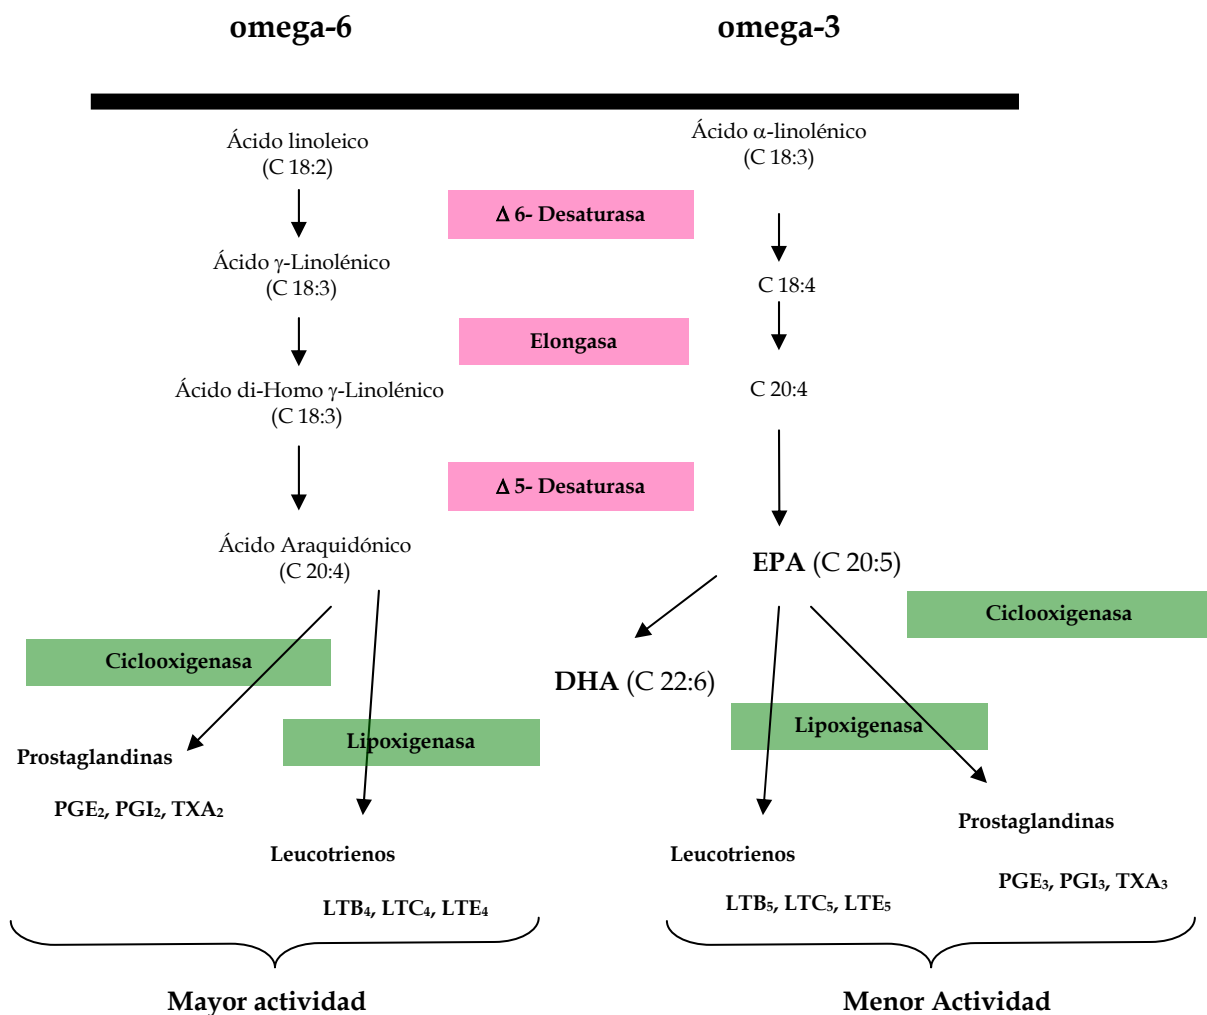 omega-6
omega-3
Ácido linoleico
(C 18:2)
Ácido α-linolénico
(C 18:3)
Δ 6- Desaturasa
Ácido γ-Linolénico
(C 18:3)
C 18:4
Elongasa
Ácido di-Homo γ-Linolénico
(C 18:3)
C 20:4
Δ 5- Desaturasa
Ácido Araquidónico
(C 20:4)
EPA (C 20:5)
Ciclooxigenasa
Ciclooxigenasa
DHA (C 22:6)
Lipoxigenasa
Lipoxigenasa
Prostaglandinas
PGE₂, PGI₂, TXA₂
Leucotrienos
LTB₄, LTC₄, LTE₄
Leucotrienos
LTB₅, LTC₅, LTE₅
Prostaglandinas
PGE₃, PGI₃, TXA₃
Mayor actividad
Menor Actividad